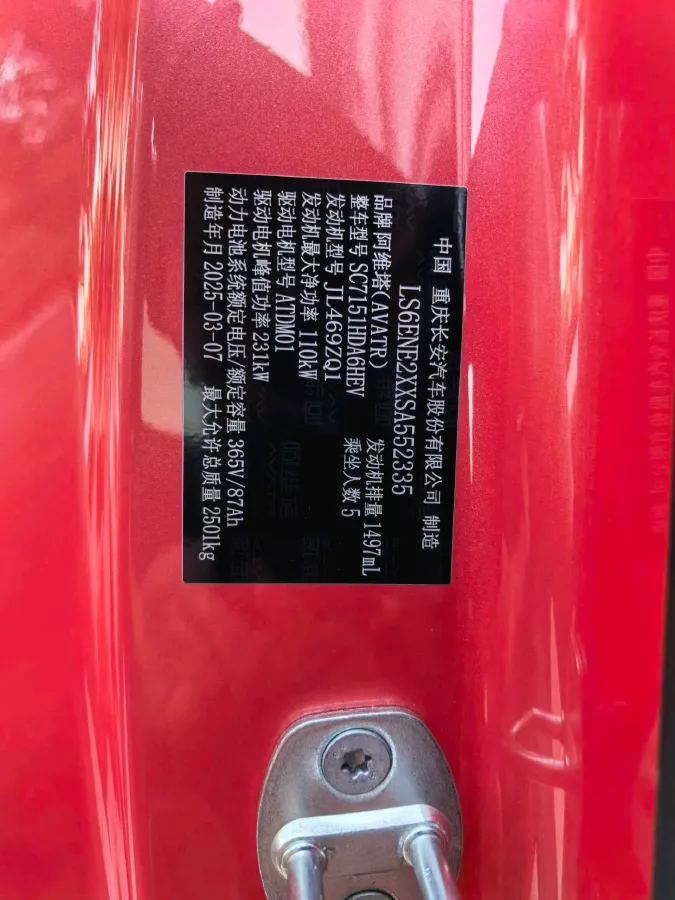 中国 重庆长安汽车股份有限公司 制造
LS6ENE2XXSA552335
品牌 阿维塔(AVATR) 发动机排量 1497mL
整车型号 SC7151HDA6HEV 乘坐人数 5
发动机型号 JL469ZQ1
发动机最大净功率 110kW
驱动电机型号 ATDM01
驱动电机峰值功率 231kW
动力电池系统额定电压/额定容量 365V/87Ah
制造年月 2025-03-07 最大允许总质量 2501kg